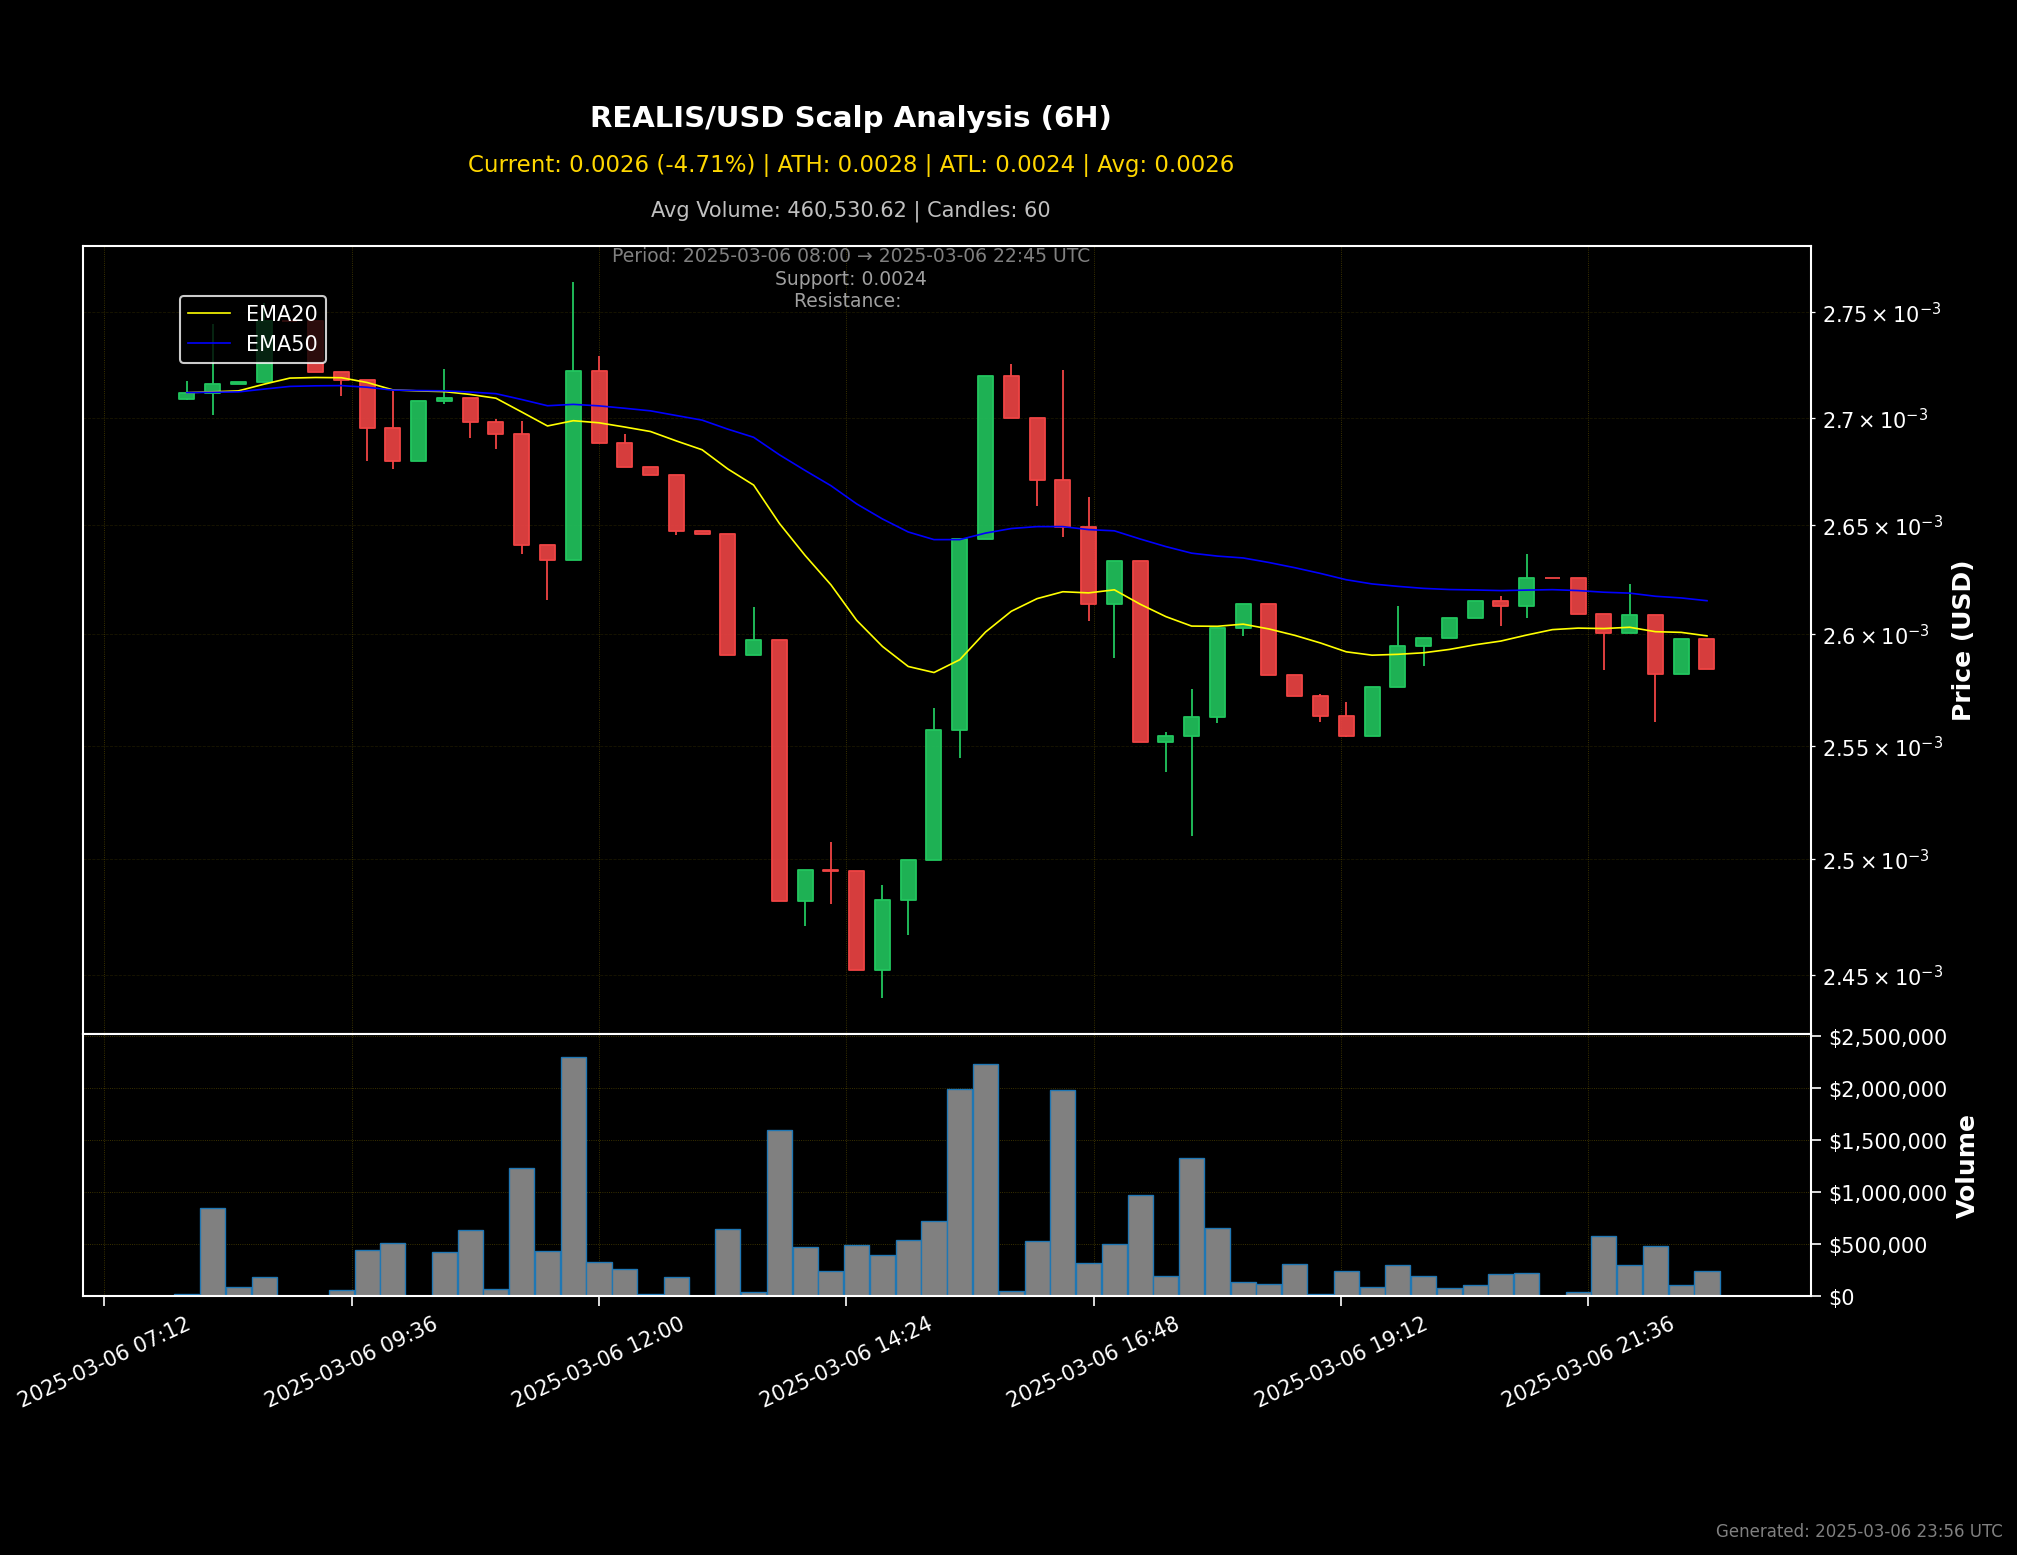 REALIS/USD Scalp Analysis (6H)
Current: 0.0026 (-4.71%) | ATH: 0.0028 | ATL: 0.0024 | Avg: 0.0026
Avg Volume: 460,530.62 | Candles: 60
Period: 2025-03-06 08:00 → 2025-03-06 22:45 UTC
Support: 0.0024
Resistance:
EMA20
EMA50
2.75 × 10⁻³
2.7 × 10⁻³
2.65 × 10⁻³
2.6 × 10⁻³
2.55 × 10⁻³
2.5 × 10⁻³
2.45 × 10⁻³
Price (USD)
$2,500,000
$2,000,000
$1,500,000
$1,000,000
$500,000
$0
Volume
2025-03-06 07:12
2025-03-06 09:36
2025-03-06 12:00
2025-03-06 14:24
2025-03-06 16:48
2025-03-06 19:12
2025-03-06 21:36
Generated: 2025-03-06 23:56 UTC